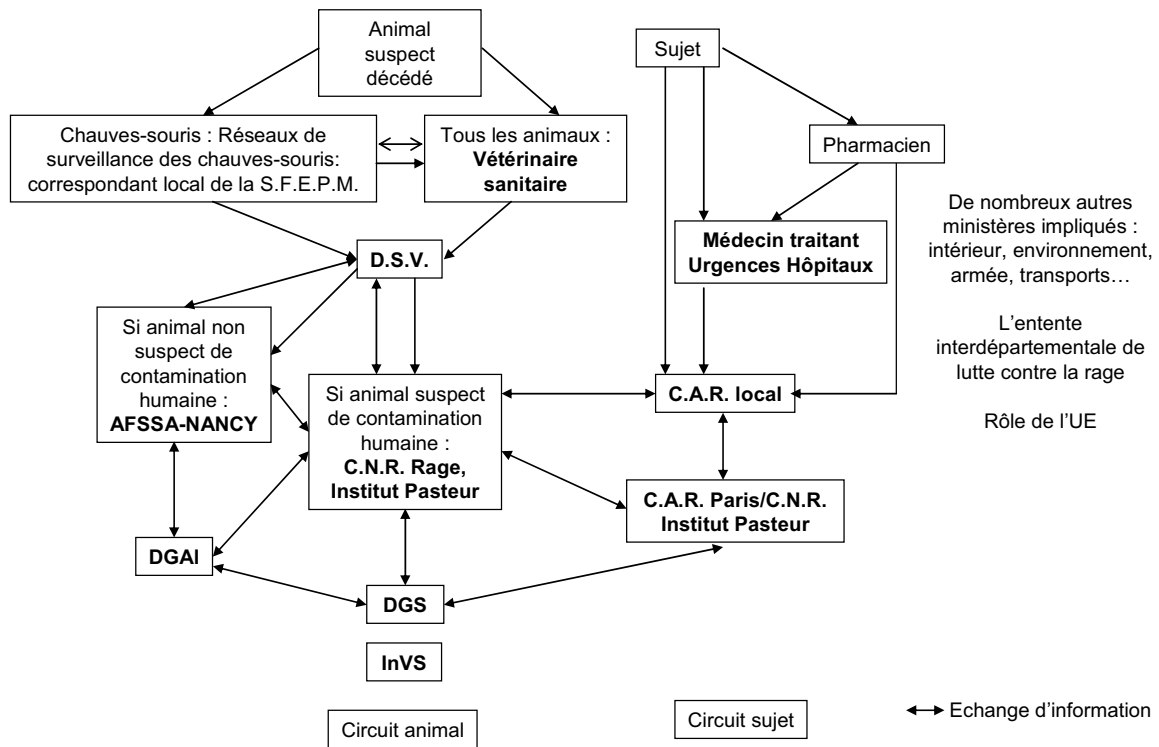 Animal
suspect
décédé
Sujet
Chauves-souris : Réseaux de
surveillance des chauves-souris:
correspondant local de la S.F.E.P.M.
Tous les animaux :
Vétérinaire
sanitaire
Pharmacien
De nombreux autres
ministères impliqués :
intérieur, environnement,
armée, transports…
L’entente
interdépartementale de
lutte contre la rage
Rôle de l’UE
Médecin traitant
Urgences Hôpitaux
D.S.V.
Si animal non
suspect de
contamination
humaine :
AFSSA-NANCY
Si animal suspect
de contamination
humaine :
C.N.R. Rage,
Institut Pasteur
C.A.R. local
C.A.R. Paris/C.N.R.
Institut Pasteur
DGAI
DGS
InVS
Circuit animal
Circuit sujet
Echange d’information